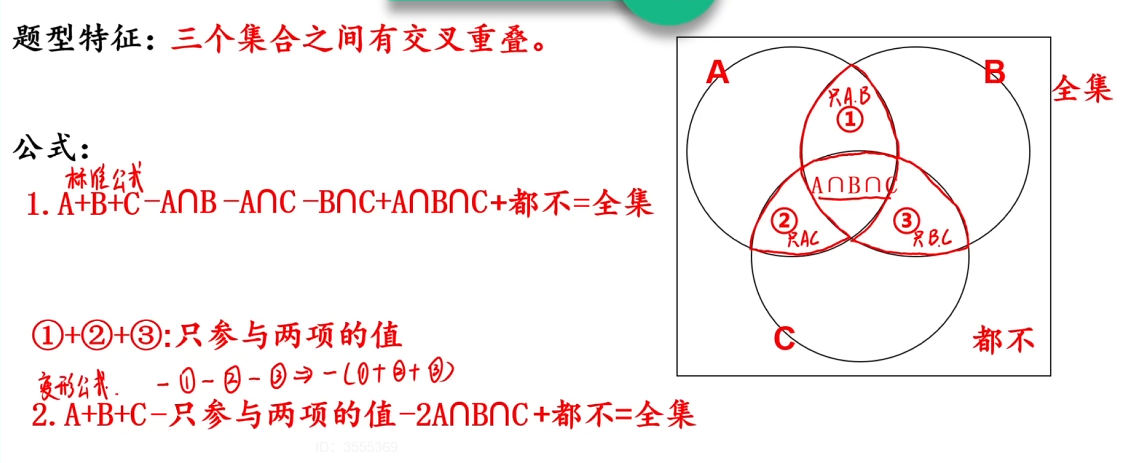 题型特征：三个集合之间有交叉重叠。
公式：
标准公式
1.A+B+C-A∩B-A∩C-B∩C+A∩B∩C+都不=全集
①+②+③:只参与两项的值
变形公式. -①-②-③⇒-(①+②+③)
2.A+B+C-只参与两项的值-2A∩B∩C+都不=全集
A
B
全集
只A.B
①
A∩B∩C
②
只AC
③
只B.C
C
都不
ID: 3555369